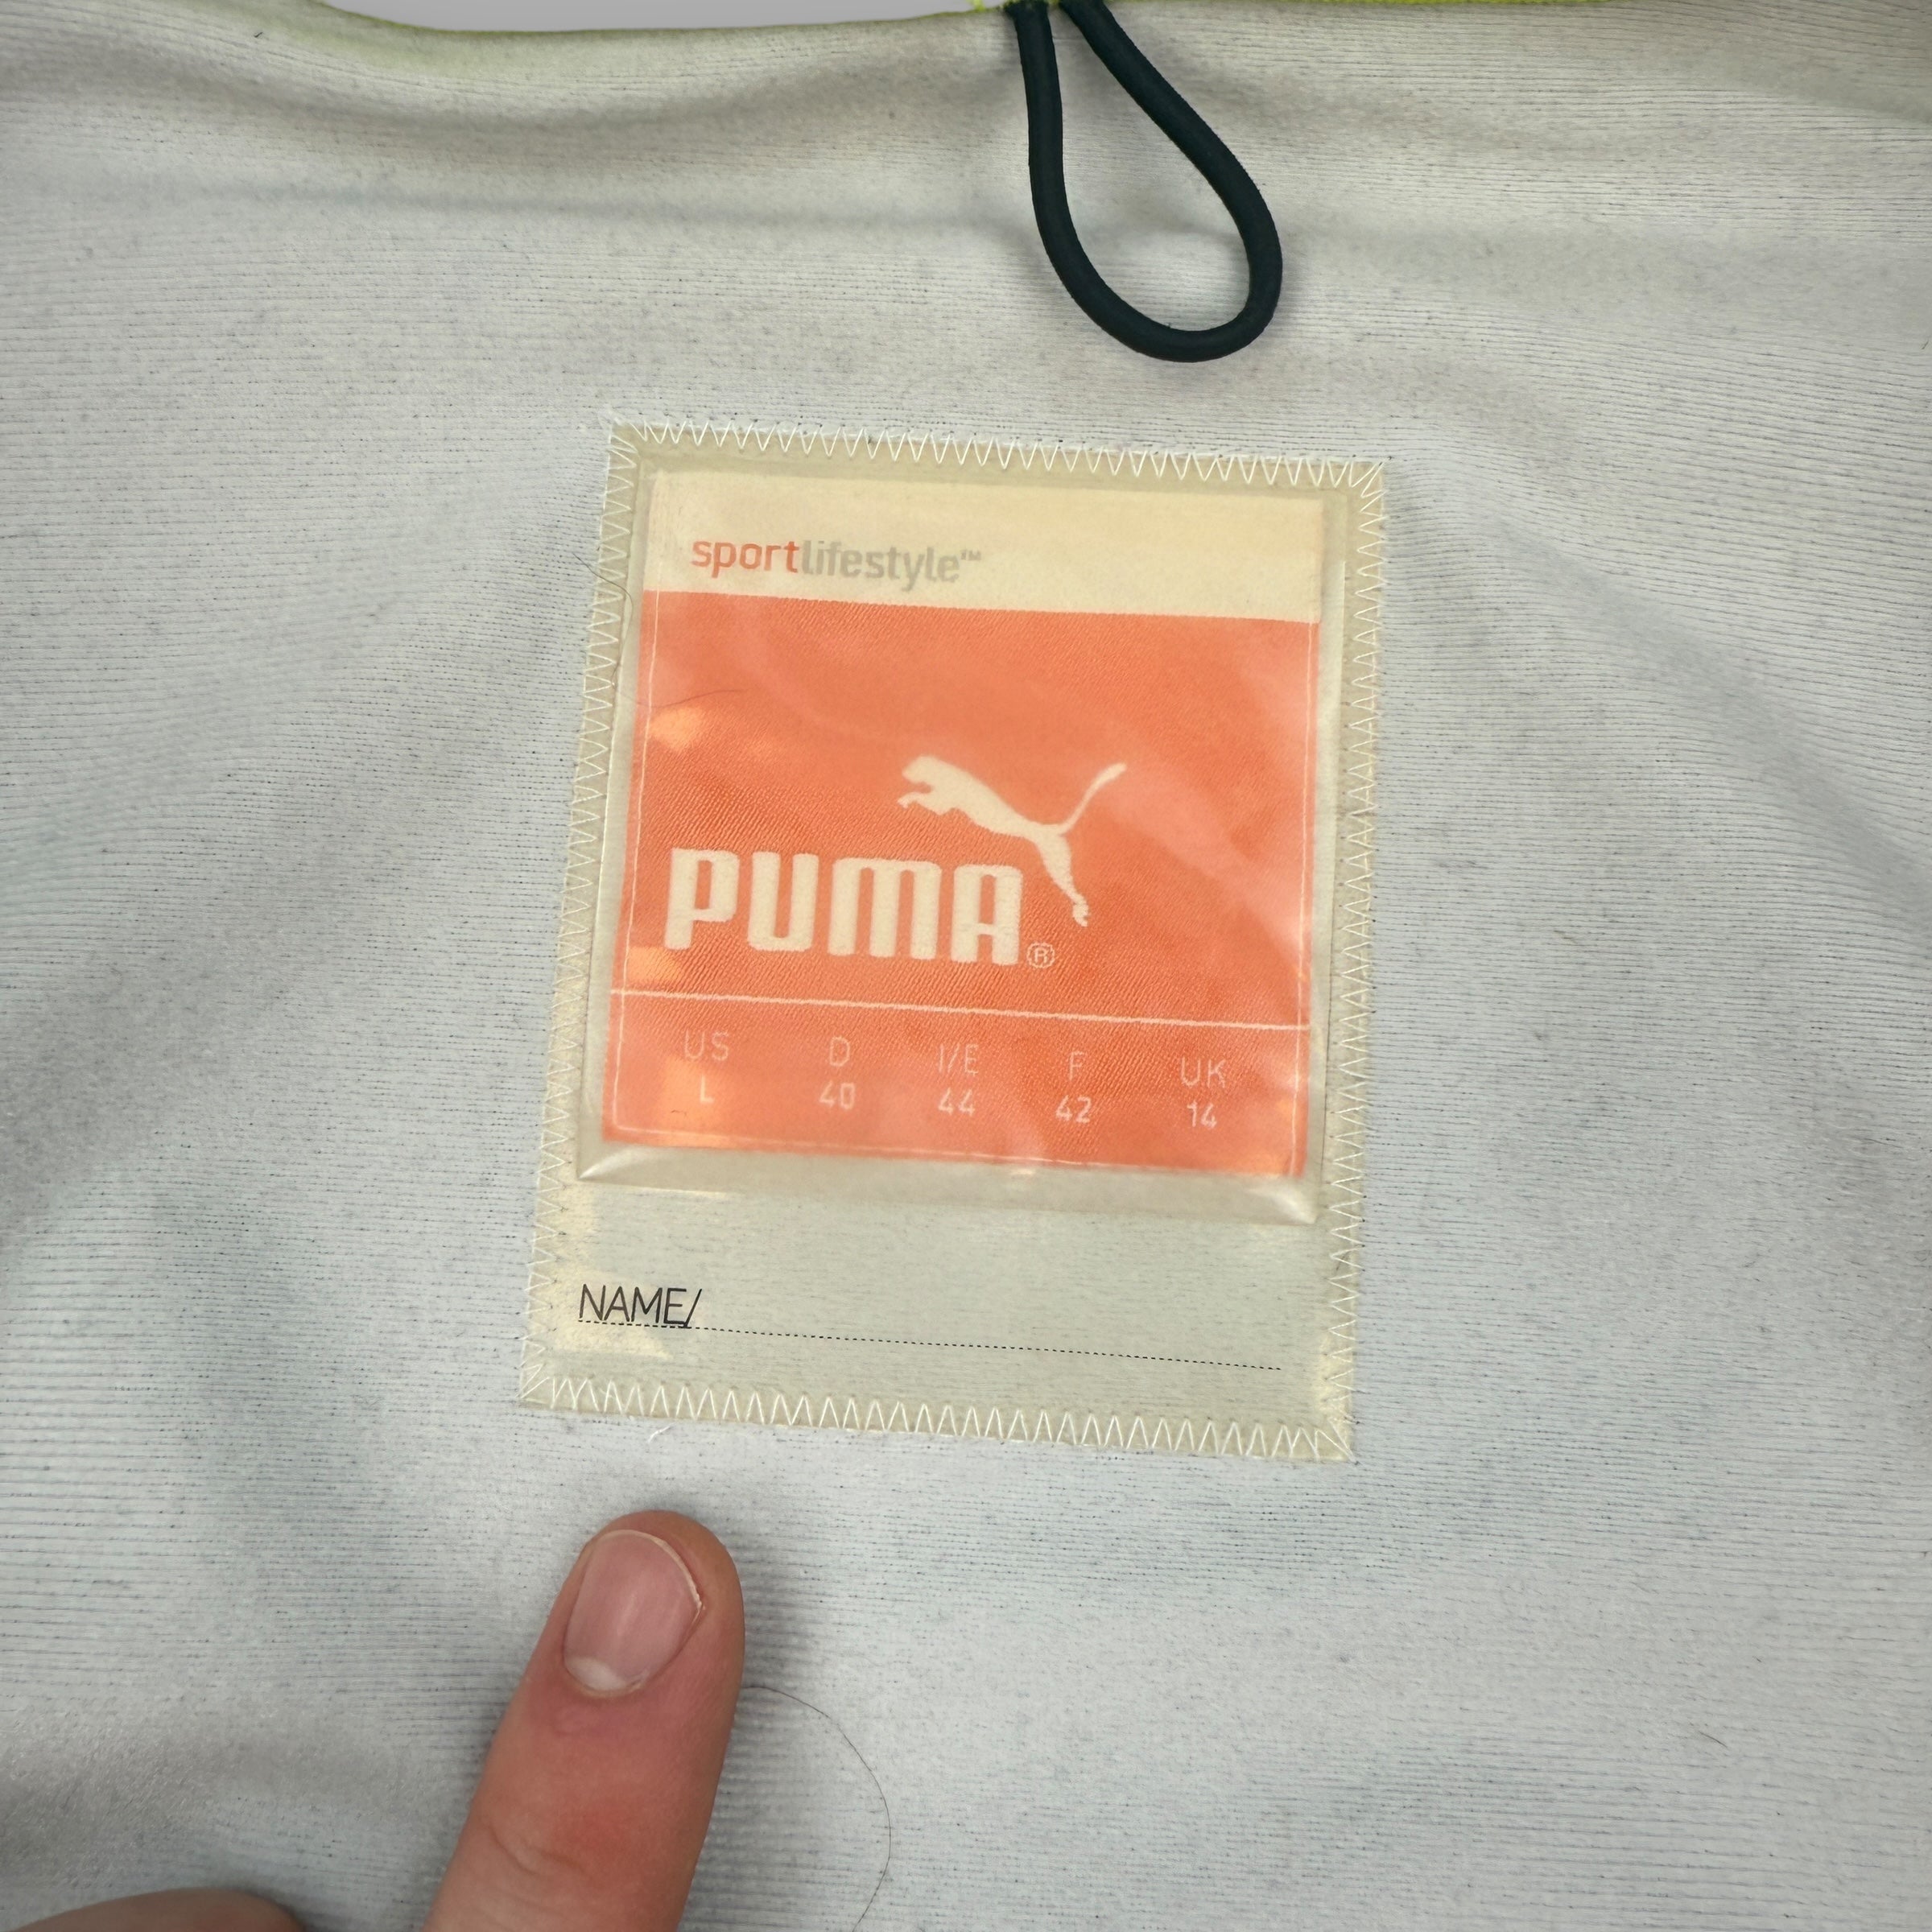 sportlifestyle™
PUMA®
US D I/E F UK
L 40 44 42 14
NAME/